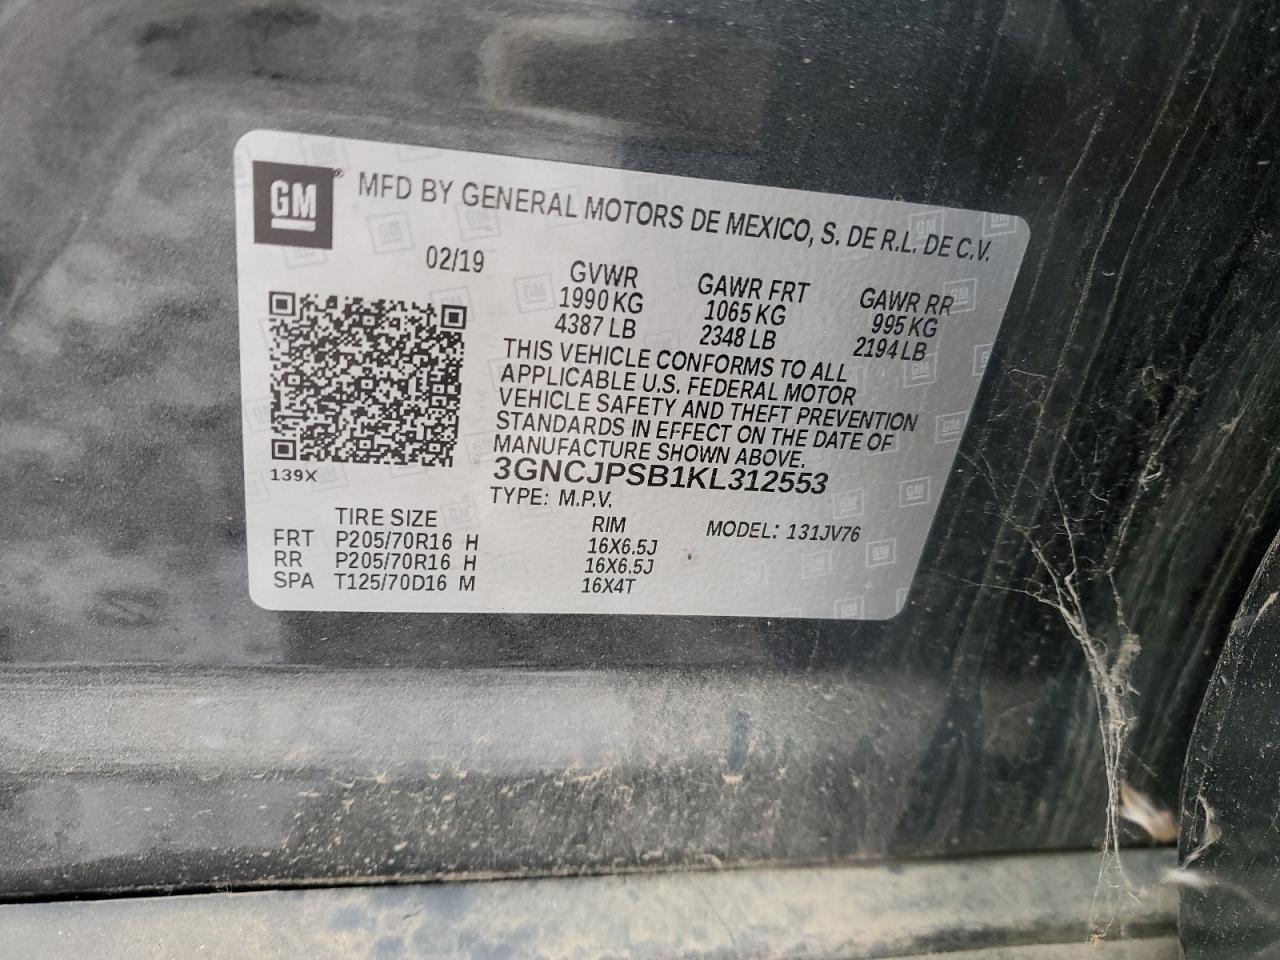 GM
MFD BY GENERAL MOTORS DE MEXICO, S. DE R.L. DE C.V.
02/19
GVWR GAWR FRT GAWR RR
1990 KG 1065 KG 995 KG
4387 LB 2348 LB 2194 LB
THIS VEHICLE CONFORMS TO ALL
APPLICABLE U.S. FEDERAL MOTOR
VEHICLE SAFETY AND THEFT PREVENTION
STANDARDS IN EFFECT ON THE DATE OF
MANUFACTURE SHOWN ABOVE.
139X
3GNCJPSB1KL312553
TYPE: M.P.V.
TIRE SIZE RIM MODEL: 131JV76
FRT P205/70R16 H 16X6.5J
RR P205/70R16 H 16X6.5J
SPA T125/70D16 M 16X4T